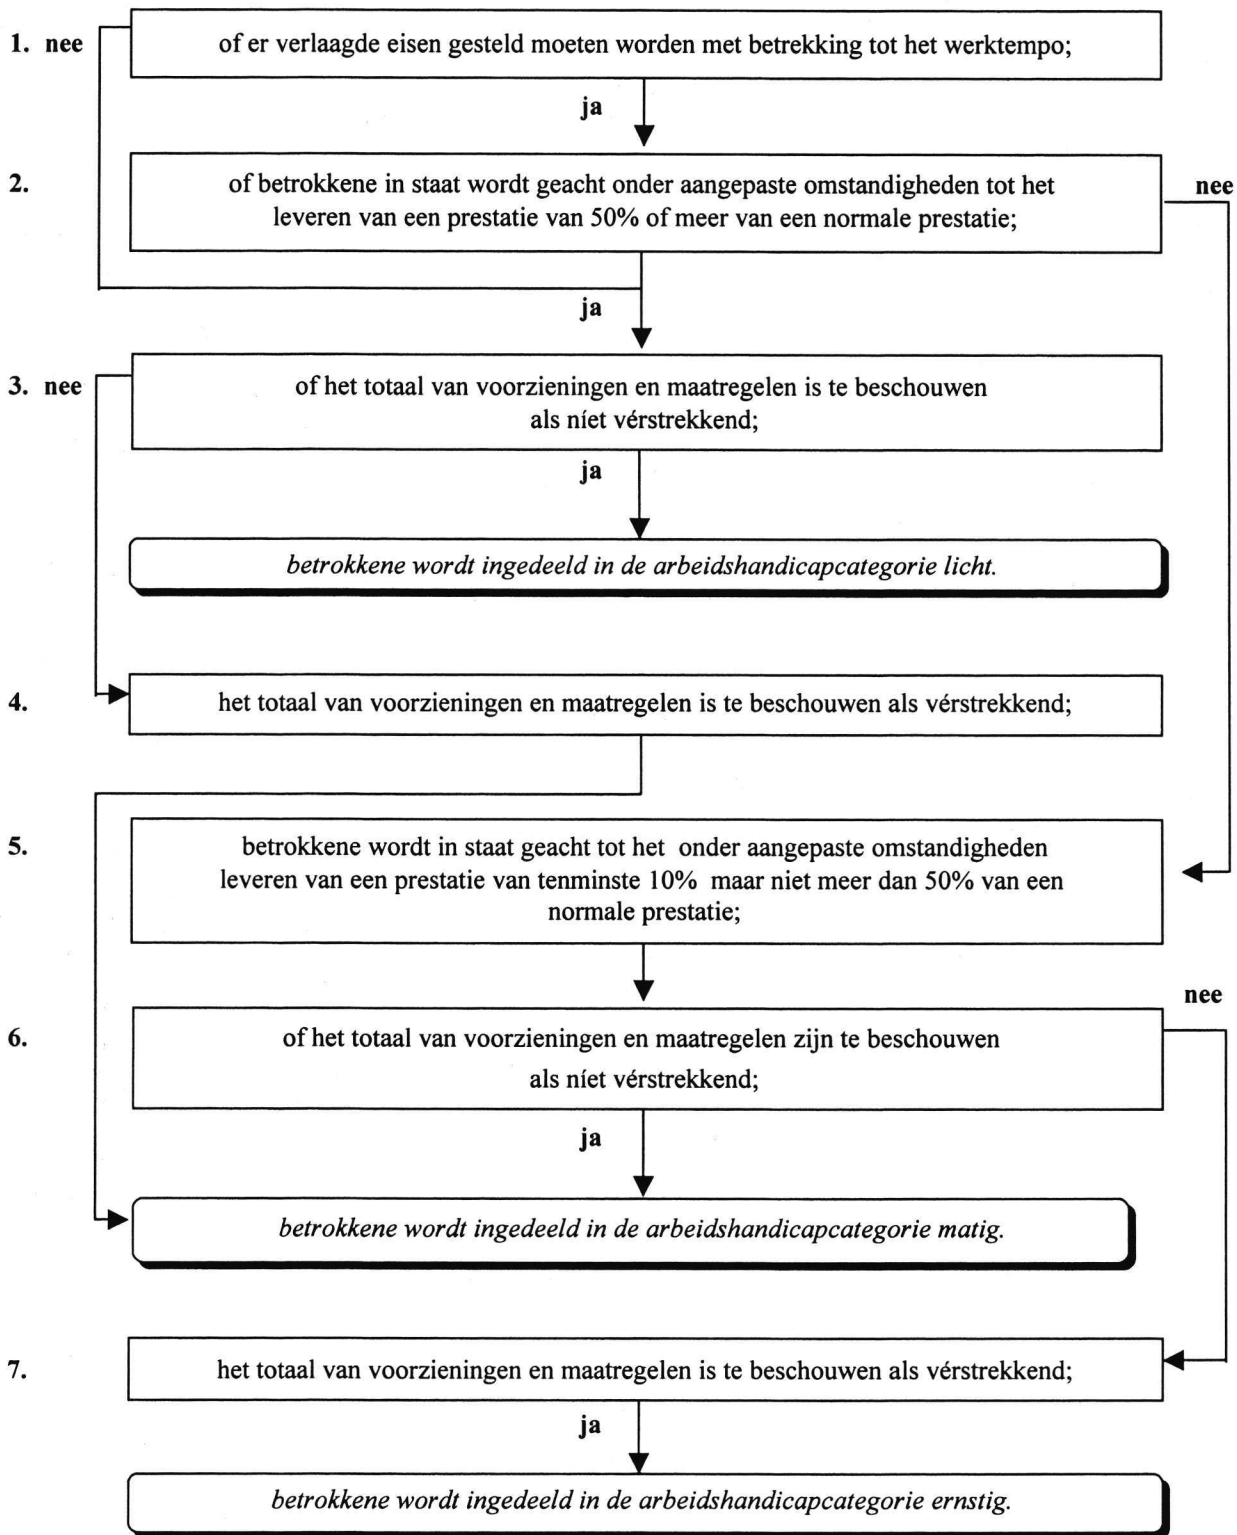 1. nee of er verlaagde eisen gesteld moeten worden met betrekking tot het werktempo;
ja
2. of betrokkene in staat wordt geacht onder aangepaste omstandigheden tot het nee
leveren van een prestatie van 50% of meer van een normale prestatie;
ja
3. nee of het totaal van voorzieningen en maatregelen is te beschouwen
als níet vérstrekkend;
ja
betrokkene wordt ingedeeld in de arbeidshandicapcategorie licht.
4. het totaal van voorzieningen en maatregelen is te beschouwen als vérstrekkend;
5. betrokkene wordt in staat geacht tot het onder aangepaste omstandigheden
leveren van een prestatie van tenminste 10% maar niet meer dan 50% van een
normale prestatie;
nee
6. of het totaal van voorzieningen en maatregelen zijn te beschouwen
als níet vérstrekkend;
ja
betrokkene wordt ingedeeld in de arbeidshandicapcategorie matig.
7. het totaal van voorzieningen en maatregelen is te beschouwen als vérstrekkend;
ja
betrokkene wordt ingedeeld in de arbeidshandicapcategorie ernstig.